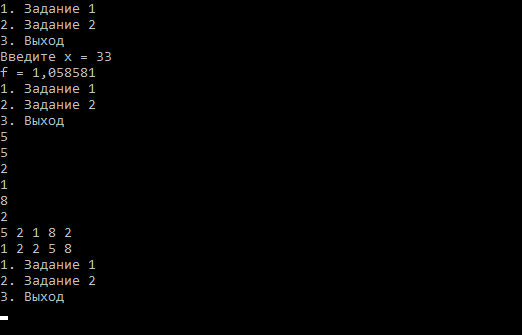 1. Задание 1
2. Задание 2
3. Выход
Введите x = 33
f = 1,058581
1. Задание 1
2. Задание 2
3. Выход
5
5
2
1
8
2
5 2 1 8 2
1 2 2 5 8
1. Задание 1
2. Задание 2
3. Выход